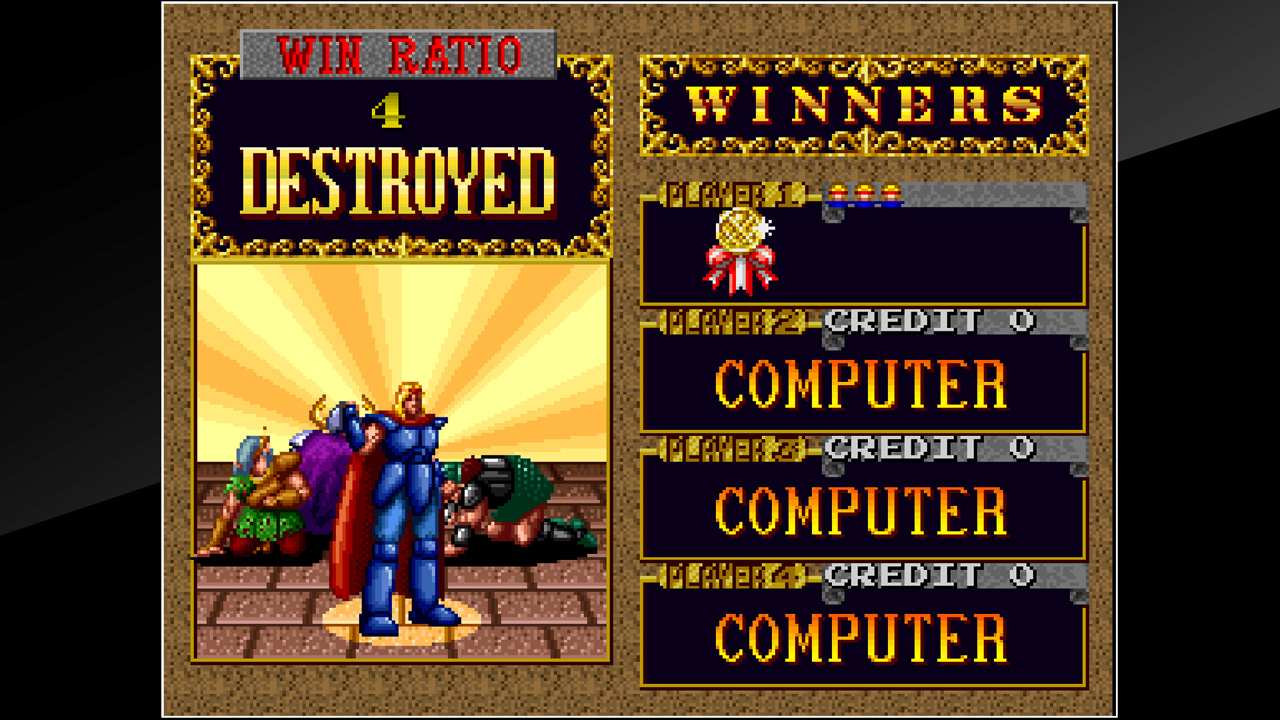 WIN RATIO
4
DESTROYED
WINNERS
PLAYER 1
PLAYER 2 CREDIT 0
COMPUTER
PLAYER 3 CREDIT 0
COMPUTER
PLAYER 4 CREDIT 0
COMPUTER